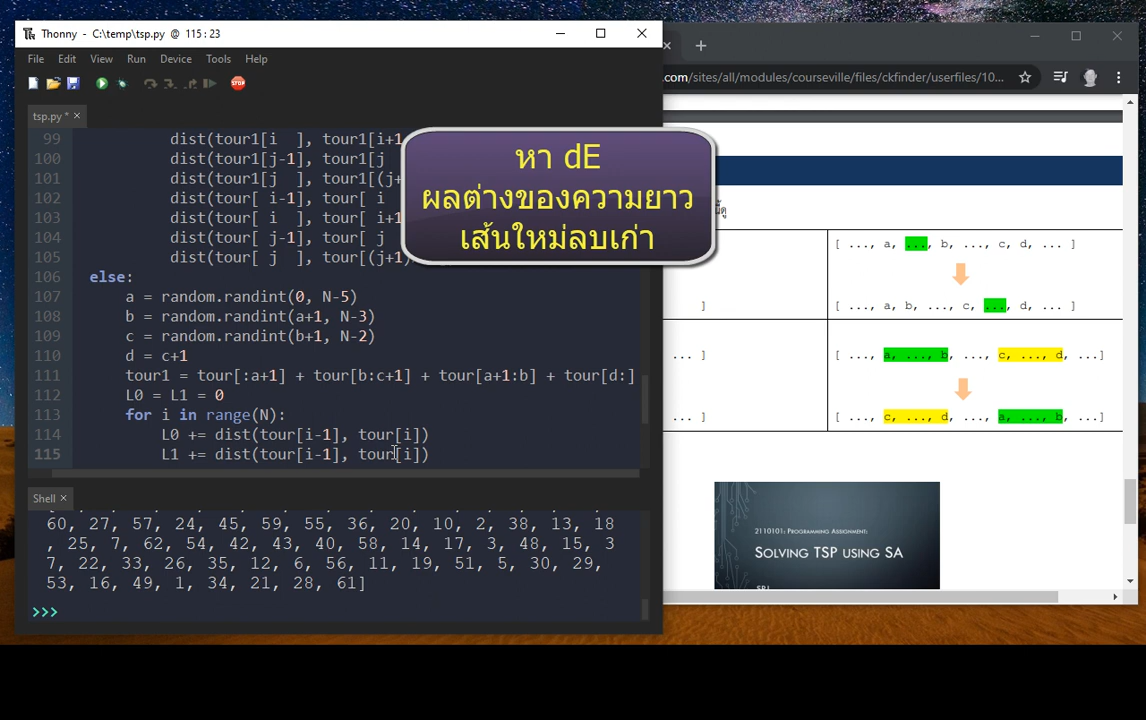 Thonny - C:\temp\tsp.py @ 115 : 23
File Edit View Run Device Tools Help
STOP
tsp.py *
99 dist(tour1[i ], tour1[i+1
100 dist(tour1[j-1], tour1[j
101 dist(tour1[j ], tour1[(j+
102 dist(tour[ i-1], tour[ i
103 dist(tour[ i ], tour[ i+1
104 dist(tour[ j-1], tour[ j
105 dist(tour[ j ], tour[(j+1)
106 else:
107 a = random.randint(0, N-5)
108 b = random.randint(a+1, N-3)
109 c = random.randint(b+1, N-2)
110 d = c+1
111 tour1 = tour[:a+1] + tour[b:c+1] + tour[a+1:b] + tour[d:]
112 L0 = L1 = 0
113 for i in range(N):
114 L0 += dist(tour[i-1], tour[i])
115 L1 += dist(tour[i-1], tour[i])
หา dE
ผลต่างของความยาว
เส้นใหม่ลบเก่า
Shell
60, 27, 57, 24, 45, 59, 55, 36, 20, 10, 2, 38, 13, 18
, 25, 7, 62, 54, 42, 43, 40, 58, 14, 17, 3, 48, 15, 3
7, 22, 33, 26, 35, 12, 6, 56, 11, 19, 51, 5, 30, 29,
53, 16, 49, 1, 34, 21, 28, 61]
>>>
.com/sites/all/modules/courseville/files/ckfinder/userfiles/10...
[ ..., a, ..., b, ..., c, d, ... ]
]
[ ..., a, b, ..., c, ..., d, ... ]
... ]
[ ..., a, ..., b, ..., c, ..., d, ...]
... ]
[ ..., c, ..., d, ..., a, ..., b, ...]
2110101: Programming Assignment:
SOLVING TSP USING SA